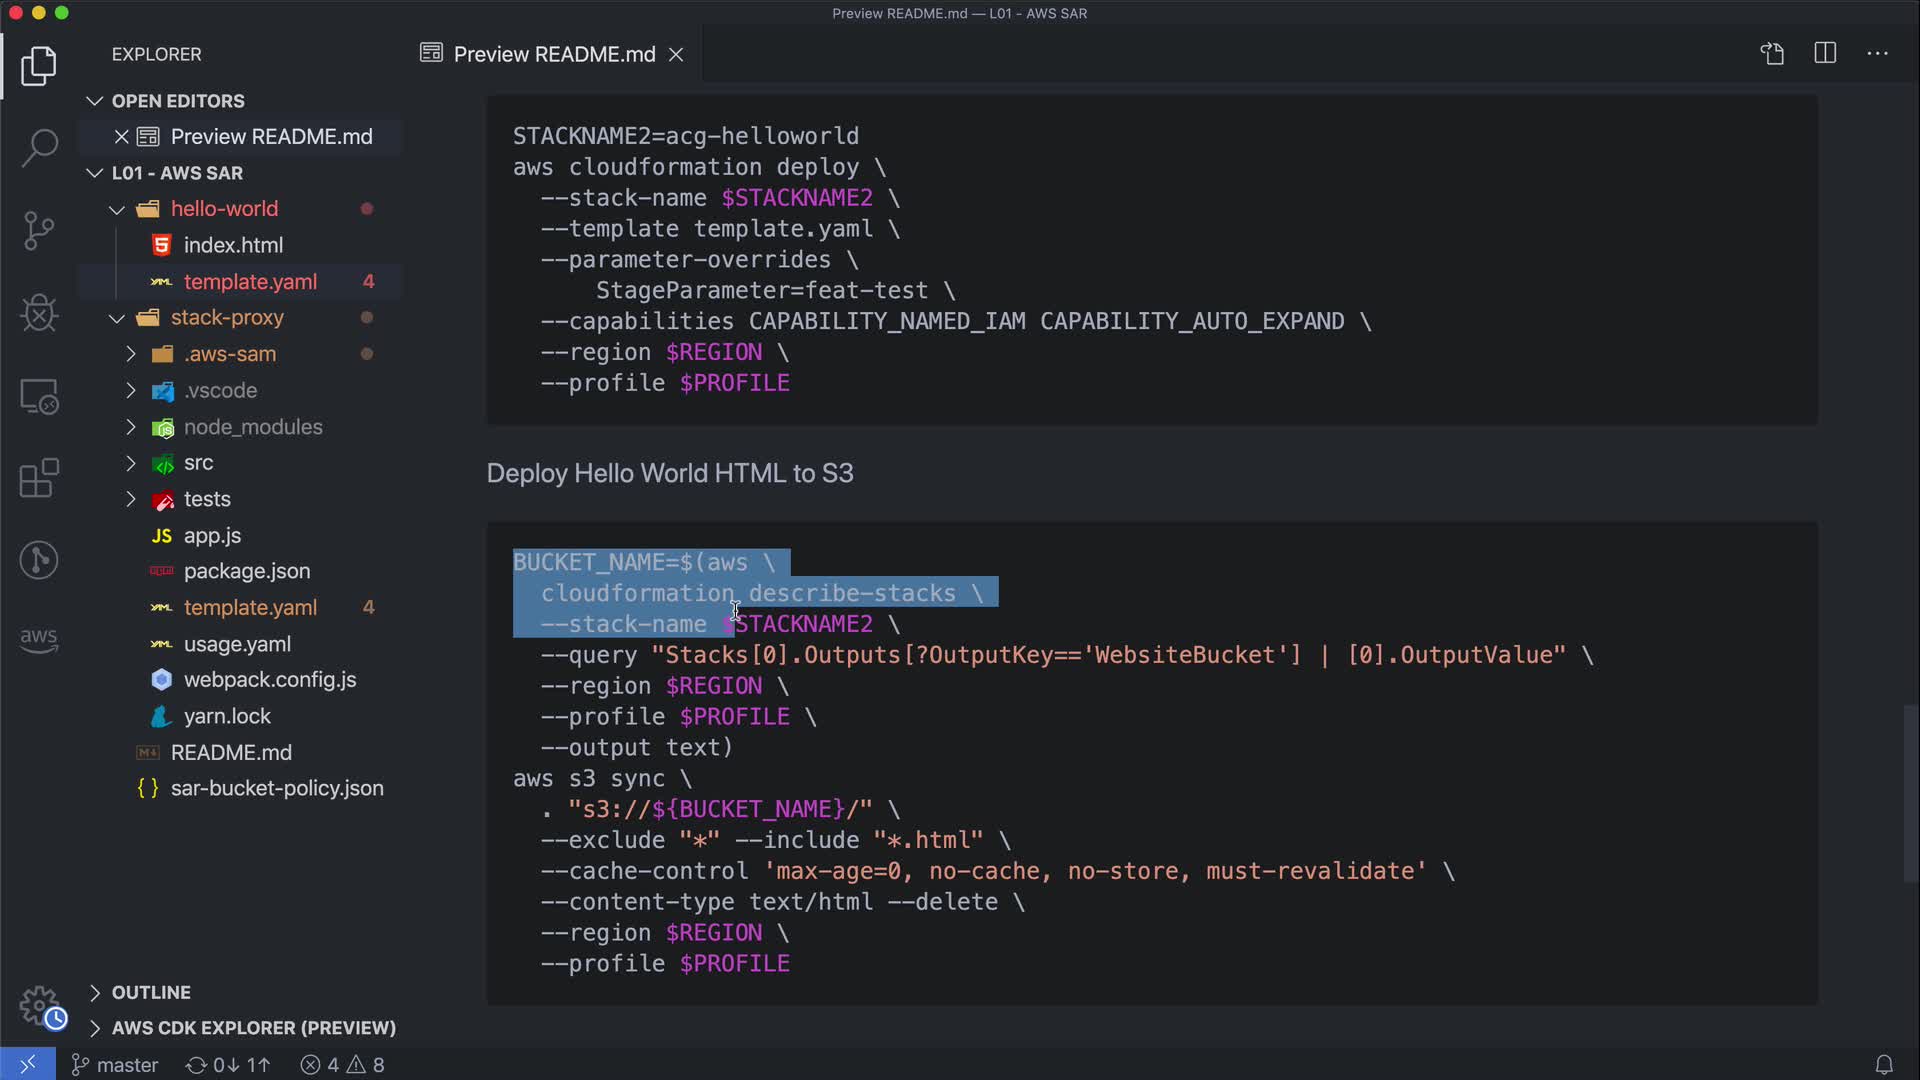 Preview README.md — L01 - AWS SAR
EXPLORER
OPEN EDITORS
Preview README.md
L01 - AWS SAR
hello-world
index.html
template.yaml 4
stack-proxy
.aws-sam
.vscode
node_modules
src
tests
JS app.js
package.json
template.yaml 4
usage.yaml
webpack.config.js
yarn.lock
README.md
{ } sar-bucket-policy.json
OUTLINE
AWS CDK EXPLORER (PREVIEW)
aws
Preview README.md
STACKNAME2=acg-helloworld
aws cloudformation deploy \
--stack-name $STACKNAME2 \
--template template.yaml \
--parameter-overrides \
StageParameter=feat-test \
--capabilities CAPABILITY_NAMED_IAM CAPABILITY_AUTO_EXPAND \
--region $REGION \
--profile $PROFILE
Deploy Hello World HTML to S3
BUCKET_NAME=$(aws \
cloudformation describe-stacks \
--stack-name $STACKNAME2 \
--query "Stacks[0].Outputs[?OutputKey=='WebsiteBucket'] | [0].OutputValue" \
--region $REGION \
--profile $PROFILE \
--output text)
aws s3 sync \
. "s3://${BUCKET_NAME}/" \
--exclude "*" --include "*.html" \
--cache-control 'max-age=0, no-cache, no-store, must-revalidate' \
--content-type text/html --delete \
--region $REGION \
--profile $PROFILE
master 0↓ 1↑ 4 8